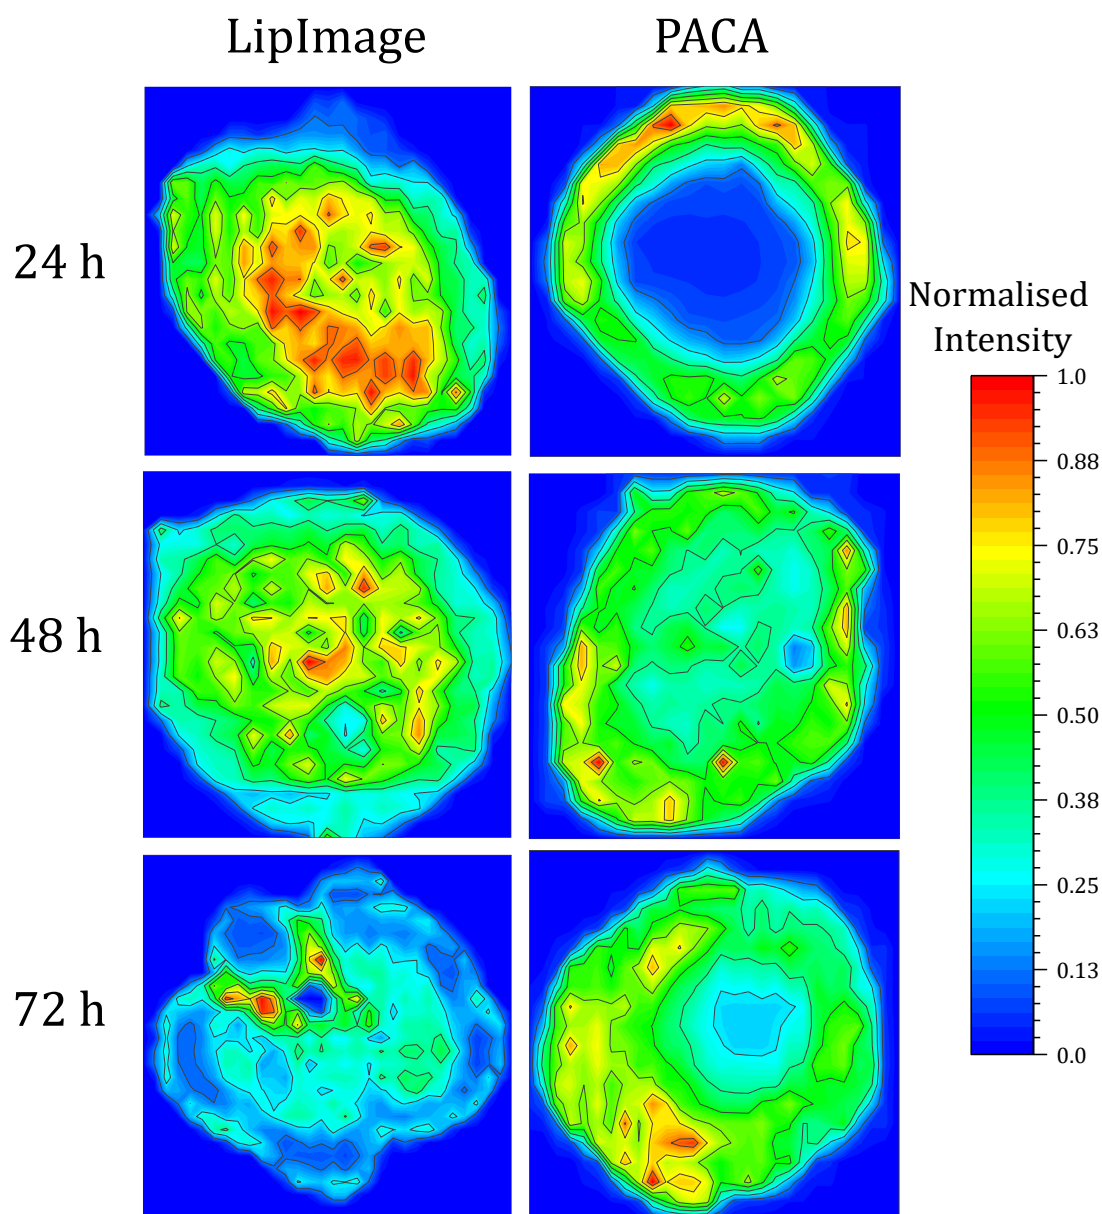 LipImage
PACA
24 h
48 h
72 h
Normalised
Intensity
1.0
0.88
0.75
0.63
0.50
0.38
0.25
0.13
0.0